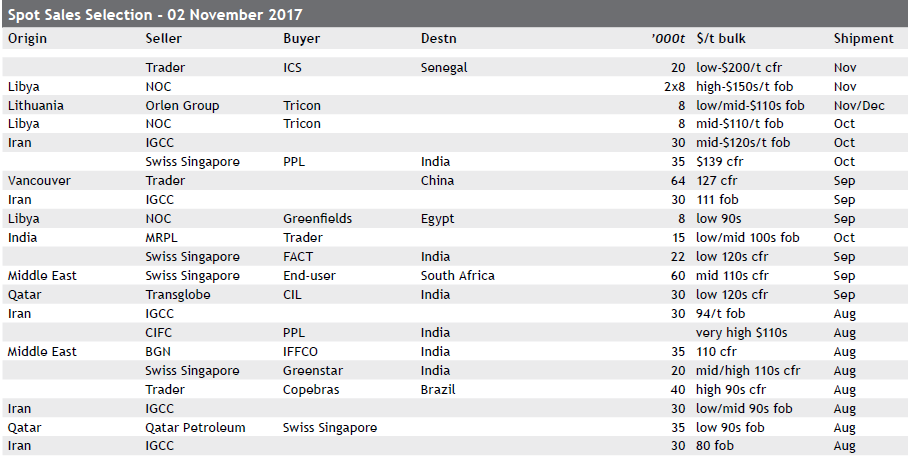 Spot Sales Selection - 02 November 2017
Origin Seller Buyer Destn '000t $/t bulk Shipment
Trader ICS Senegal 20 low-$200/t cfr Nov
Libya NOC 2x8 high-$150s/t fob Nov
Lithuania Orlen Group Tricon 8 low/mid-$110s fob Nov/Dec
Libya NOC Tricon 8 mid-$110/t fob Oct
Iran IGCC 30 mid-$120s/t fob Oct
Swiss Singapore PPL India 35 $139 cfr Oct
Vancouver Trader China 64 127 cfr Sep
Iran IGCC 30 111 fob Sep
Libya NOC Greenfields Egypt 8 low 90s Sep
India MRPL Trader 15 low/mid 100s fob Oct
Swiss Singapore FACT India 22 low 120s cfr Sep
Middle East Swiss Singapore End-user South Africa 60 mid 110s cfr Sep
Qatar Transglobe CIL India 30 low 120s cfr Sep
Iran IGCC 30 94/t fob Aug
CIFC PPL India very high $110s Aug
Middle East BGN IFFCO India 35 110 cfr Aug
Swiss Singapore Greenstar India 20 mid/high 110s cfr Aug
Trader Copebras Brazil 40 high 90s cfr Aug
Iran IGCC 30 low/mid 90s fob Aug
Qatar Qatar Petroleum Swiss Singapore 35 low 90s fob Aug
Iran IGCC 30 80 fob Aug